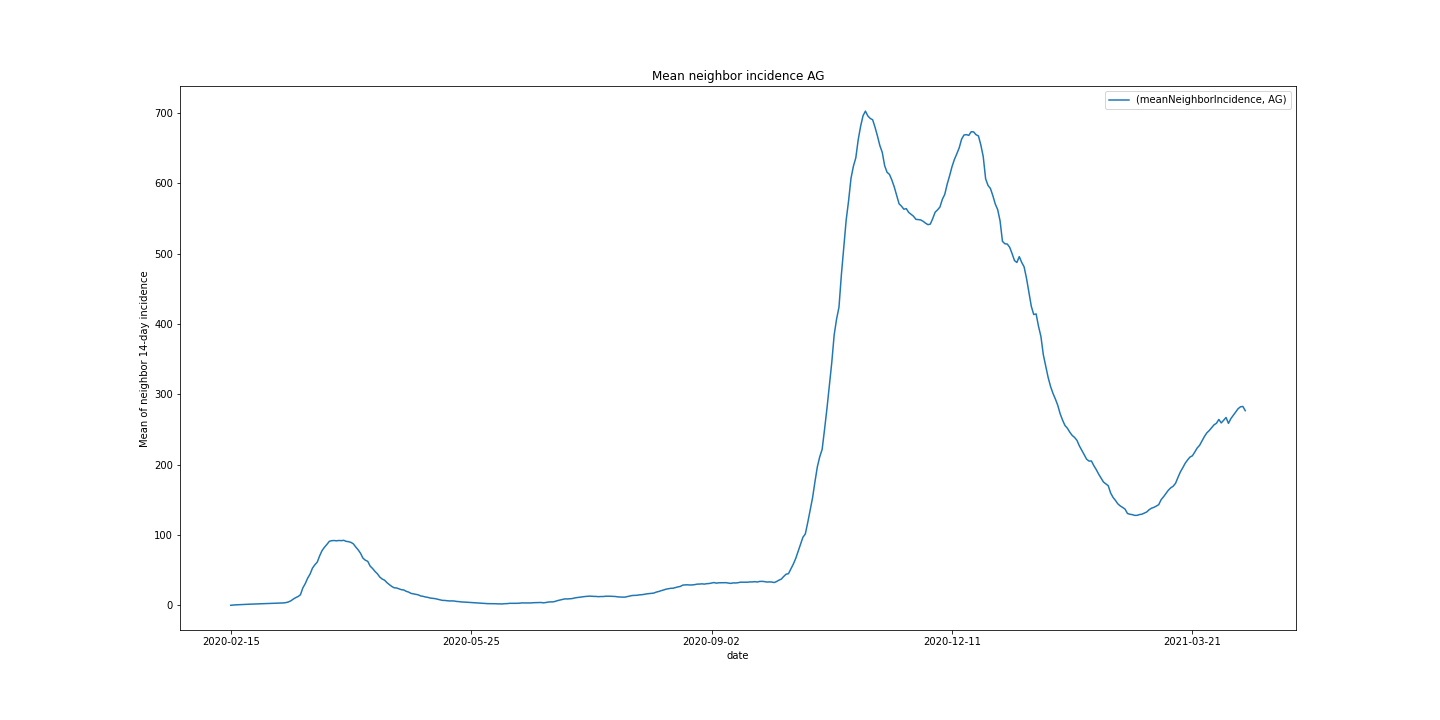 Mean neighbor incidence AG
(meanNeighborIncidence, AG)
Mean of neighbor 14-day incidence
700
600
500
400
300
200
100
0
2020-02-15 2020-05-25 2020-09-02 2020-12-11 2021-03-21
date